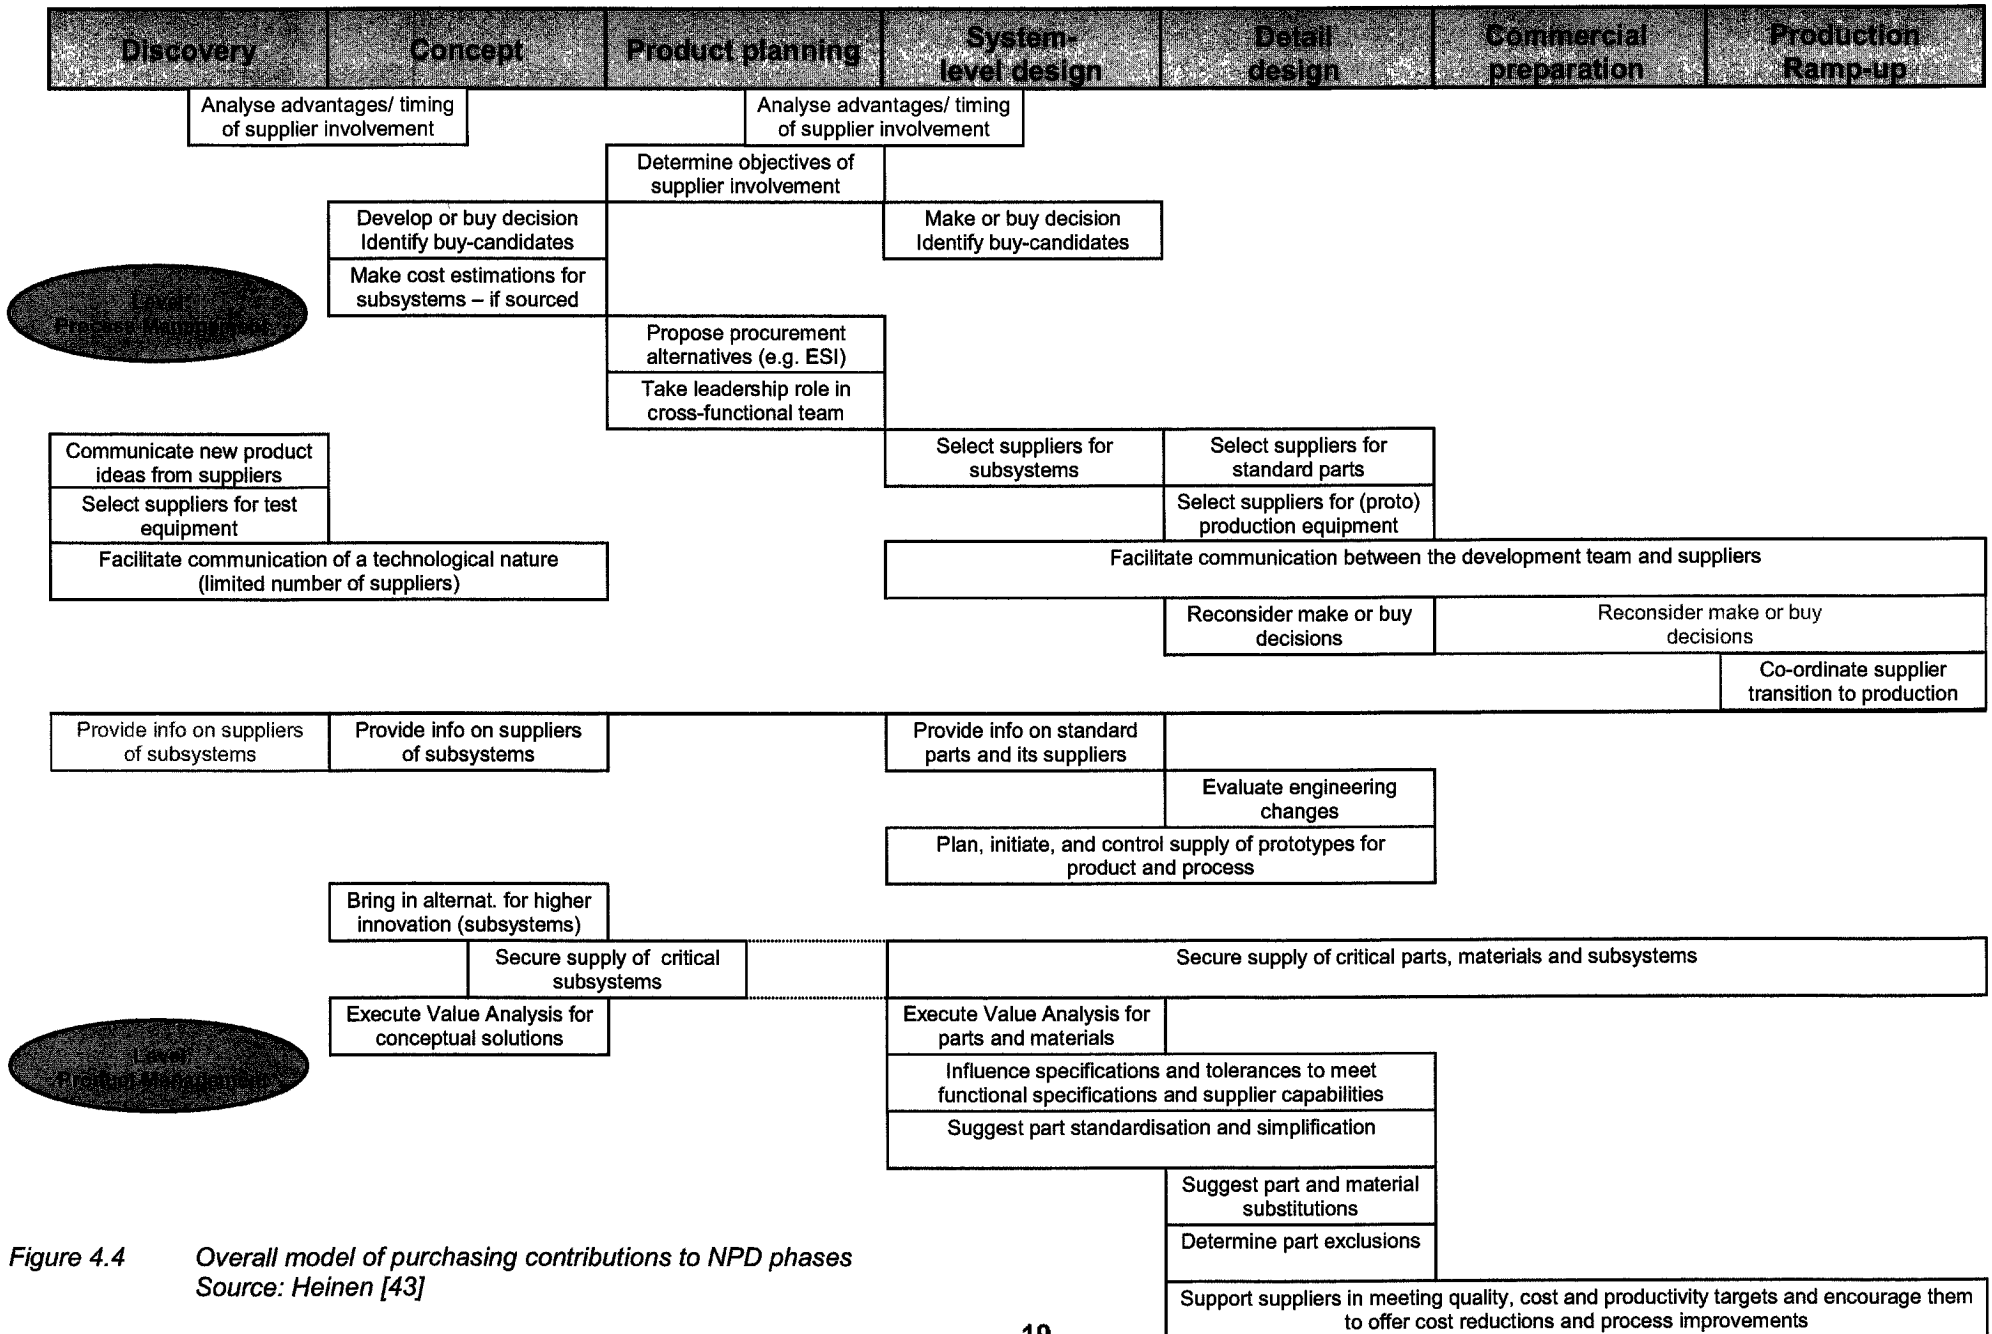 Discovery
Concept
Product planning
System-
level design
Detail
design
Commercial
preparation
Production
Ramp-up
Analyse advantages/ timing
of supplier involvement
Analyse advantages/ timing
of supplier involvement
Determine objectives of
supplier involvement
Develop or buy decision
Identify buy-candidates
Make or buy decision
Identify buy-candidates
Make cost estimations for
subsystems – if sourced
Level:
Process Management
Propose procurement
alternatives (e.g. ESI)
Take leadership role in
cross-functional team
Communicate new product
ideas from suppliers
Select suppliers for
subsystems
Select suppliers for
standard parts
Select suppliers for test
equipment
Select suppliers for (proto)
production equipment
Facilitate communication of a technological nature
(limited number of suppliers)
Facilitate communication between the development team and suppliers
Reconsider make or buy
decisions
Reconsider make or buy
decisions
Co-ordinate supplier
transition to production
Provide info on suppliers
of subsystems
Provide info on suppliers
of subsystems
Provide info on standard
parts and its suppliers
Evaluate engineering
changes
Plan, initiate, and control supply of prototypes for
product and process
Bring in alternat. for higher
innovation (subsystems)
Secure supply of critical
subsystems
Secure supply of critical parts, materials and subsystems
Execute Value Analysis for
conceptual solutions
Execute Value Analysis for
parts and materials
Level:
Product Management
Influence specifications and tolerances to meet
functional specifications and supplier capabilities
Suggest part standardisation and simplification
Suggest part and material
substitutions
Determine part exclusions
Support suppliers in meeting quality, cost and productivity targets and encourage them
to offer cost reductions and process improvements
Figure 4.4 Overall model of purchasing contributions to NPD phases
Source: Heinen [43]
19